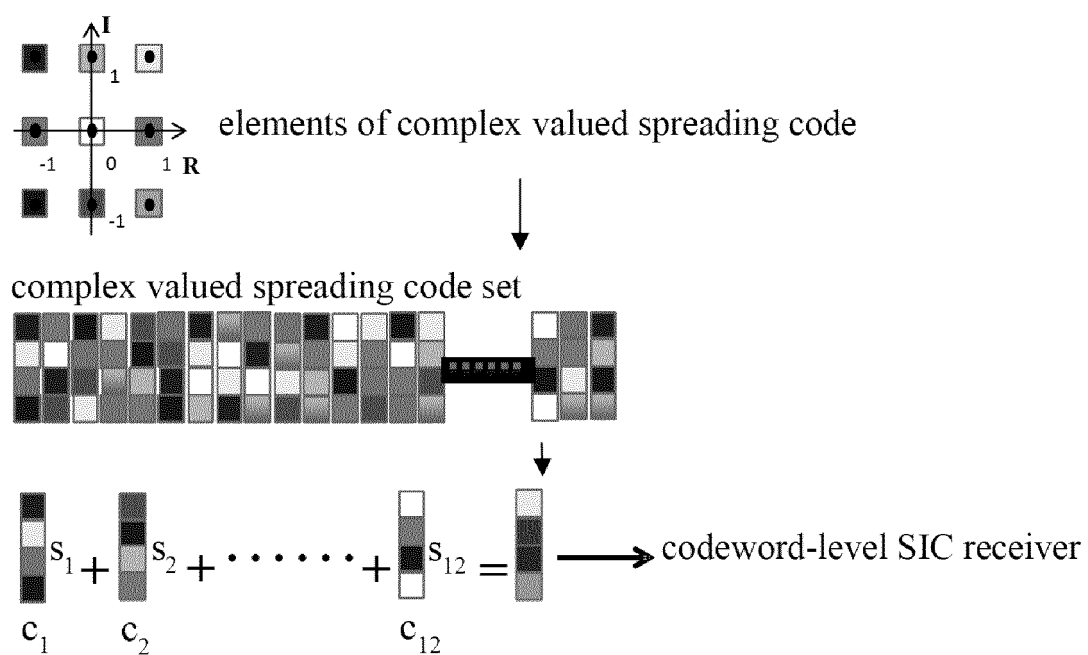 I
1
elements of complex valued spreading code
-1 0 1 R
-1
complex valued spreading code set
s1 + s2 + · · · · · · + s12 = codeword-level SIC receiver
c1 c2 c12